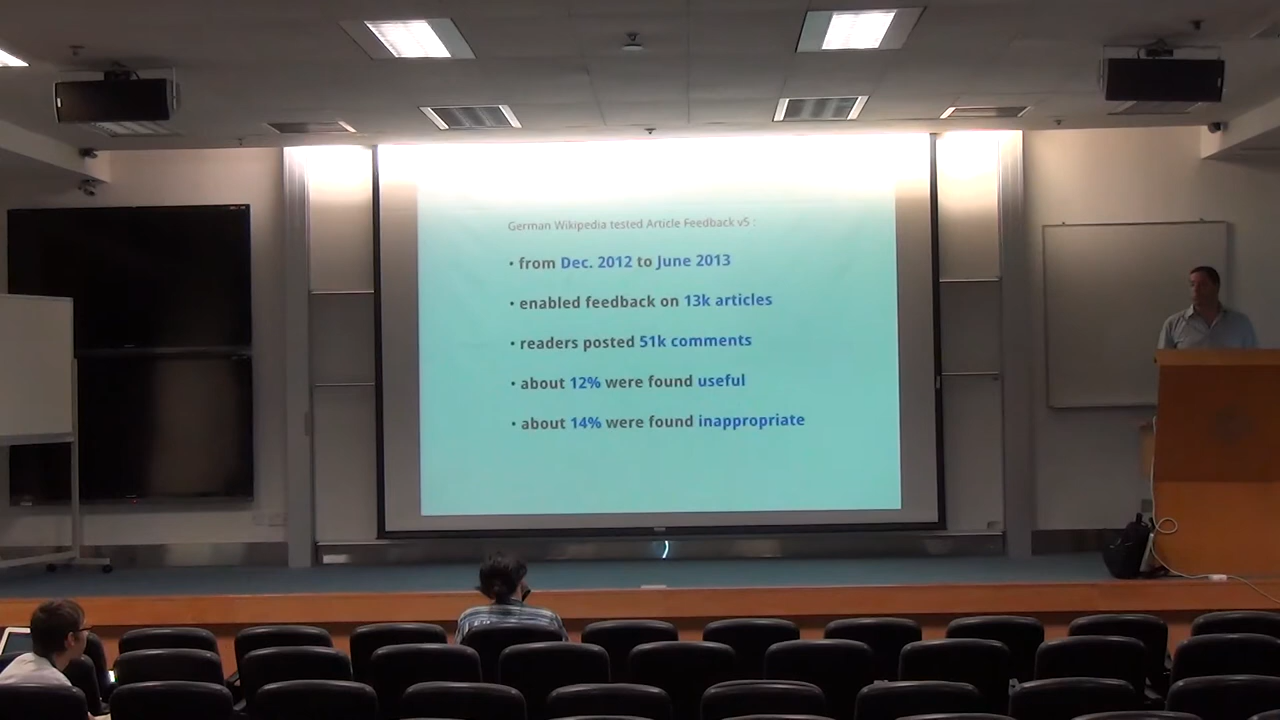 German Wikipedia tested Article Feedback v5 :
• from Dec. 2012 to June 2013
• enabled feedback on 13k articles
• readers posted 51k comments
• about 12% were found useful
• about 14% were found inappropriate